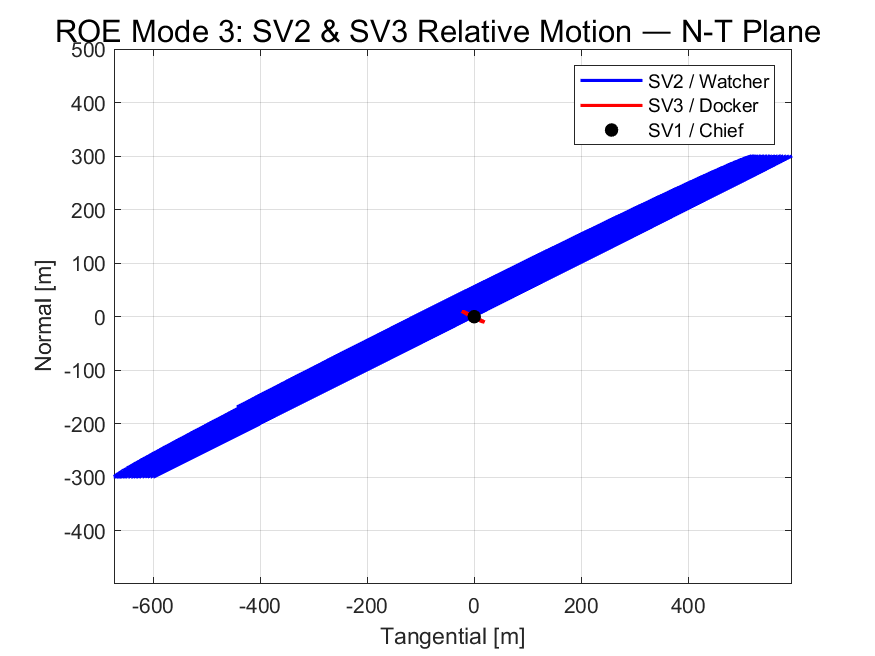 ROE Mode 3: SV2 & SV3 Relative Motion — N-T Plane
500
400
300
200
100
0
-100
-200
-300
-400
Normal [m]
SV2 / Watcher
SV3 / Docker
SV1 / Chief
-600
-400
-200
0
200
400
Tangential [m]